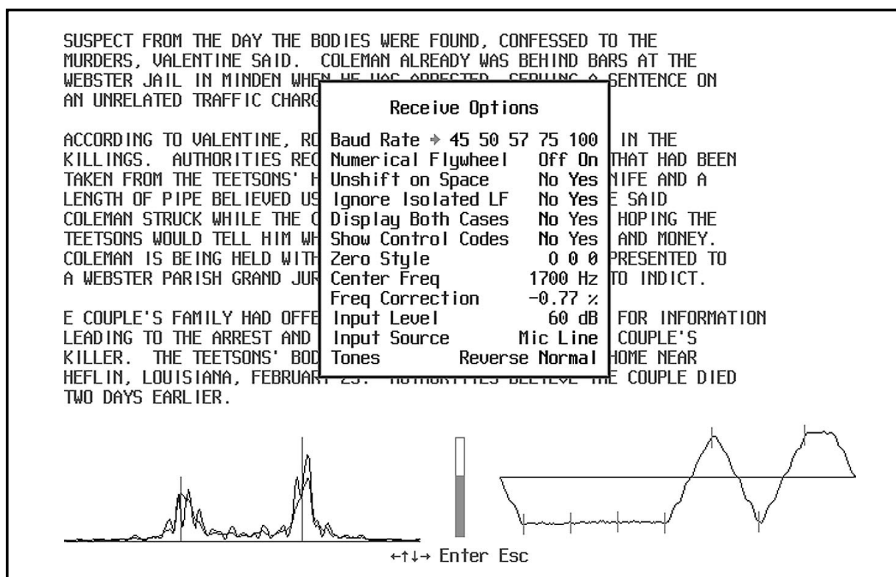 SUSPECT FROM THE DAY THE BODIES WERE FOUND, CONFESSED TO THE
MURDERS, VALENTINE SAID. COLEMAN ALREADY WAS BEHIND BARS AT THE
WEBSTER JAIL IN MINDEN WHEN HE WAS ARRESTED, SERVING A SENTENCE ON
AN UNRELATED TRAFFIC CHARG
ACCORDING TO VALENTINE, RO IN THE
KILLINGS. AUTHORITIES REC THAT HAD BEEN
TAKEN FROM THE TEETSONS' H NIFE AND A
LENGTH OF PIPE BELIEVED US E SAID
COLEMAN STRUCK WHILE THE HOPING THE
TEETSONS WOULD TELL HIM WH AND MONEY.
COLEMAN IS BEING HELD WITH PRESENTED TO
A WEBSTER PARISH GRAND JUR TO INDICT.
E COUPLE'S FAMILY HAD OFFE FOR INFORMATION
LEADING TO THE ARREST AND COUPLE'S
KILLER. THE TEETSONS' BOD HOME NEAR
HEFLIN, LOUISIANA, FEBRUARY 23. AUTHORITIES BELIEVE THE COUPLE DIED
TWO DAYS EARLIER.
Receive Options
Baud Rate → 45 50 57 75 100
Numerical Flywheel Off On
Unshift on Space No Yes
Ignore Isolated LF No Yes
Display Both Cases No Yes
Show Control Codes No Yes
Zero Style 0 0 0
Center Freq 1700 Hz
Freq Correction -0.77 %
Input Level 60 dB
Input Source Mic Line
Tones Reverse Normal
←↑↓→ Enter Esc